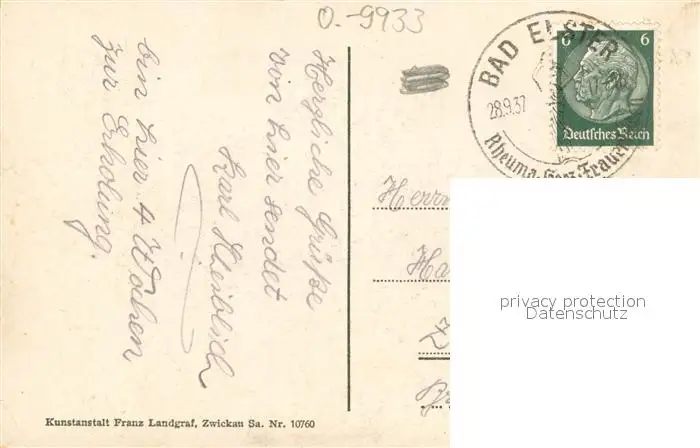 O.-9933
BAD ELSTER
28.9.37
Rheuma, Herz, Frauen
6 6
Deutsches Reich
Herzliche Grüße
von hier sendet
Karl
bin hier 4 Wochen
zur Erholung.
Herrn
Ha
Z
privacy protection
Datenschutz
Kunstanstalt Franz Landgraf, Zwickau Sa. Nr. 10760